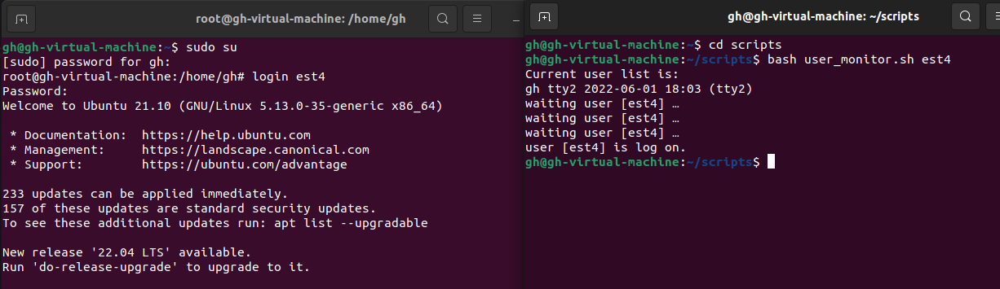 root@gh-virtual-machine: /home/gh
gh@gh-virtual-machine:~$ sudo su
[sudo] password for gh:
root@gh-virtual-machine:/home/gh# login est4
Password:
Welcome to Ubuntu 21.10 (GNU/Linux 5.13.0-35-generic x86_64)
* Documentation:  https://help.ubuntu.com
* Management:     https://landscape.canonical.com
* Support:        https://ubuntu.com/advantage
233 updates can be applied immediately.
157 of these updates are standard security updates.
To see these additional updates run: apt list --upgradable
New release '22.04 LTS' available.
Run 'do-release-upgrade' to upgrade to it.
gh@gh-virtual-machine: ~/scripts
gh@gh-virtual-machine:~$ cd scripts
gh@gh-virtual-machine:~/scripts$ bash user_monitor.sh est4
Current user list is:
gh tty2 2022-06-01 18:03 (tty2)
waiting user [est4] …
waiting user [est4] …
waiting user [est4] …
user [est4] is log on.
gh@gh-virtual-machine:~/scripts$